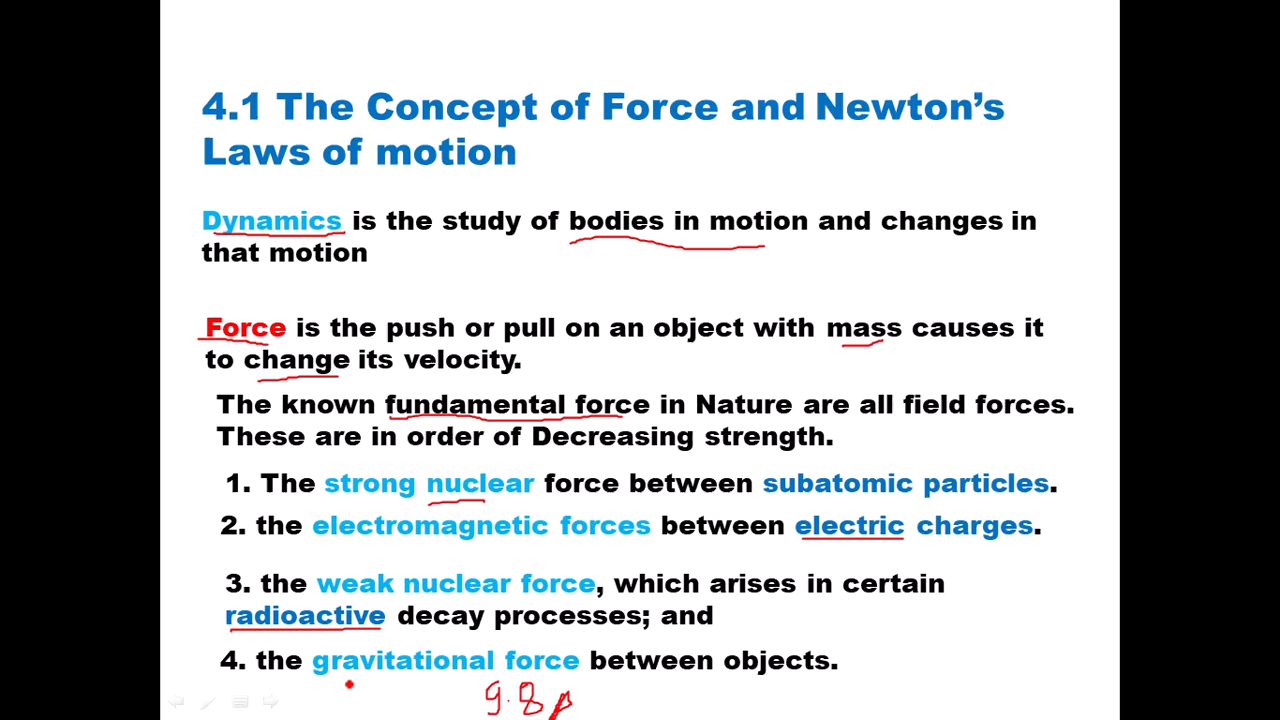 4.1 The Concept of Force and Newton’s
Laws of motion
Dynamics is the study of bodies in motion and changes in
that motion
Force is the push or pull on an object with mass causes it
to change its velocity.
The known fundamental force in Nature are all field forces.
These are in order of Decreasing strength.
1. The strong nuclear force between subatomic particles.
2. the electromagnetic forces between electric charges.
3. the weak nuclear force, which arises in certain
radioactive decay processes; and
4. the gravitational force between objects.
9.8